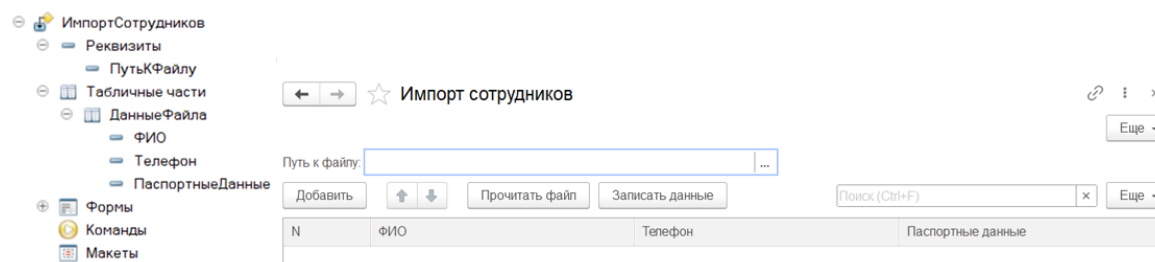 ИмпортСотрудников
Реквизиты
ПутьКФайлу
Табличные части
ДанныеФайла
ФИО
Телефон
ПаспортныеДанные
Формы
Команды
Макеты
Импорт сотрудников
Еще
Путь к файлу:
...
Добавить Прочитать файл Записать данные Поиск (Ctrl+F) × Еще
N ФИО Телефон Паспортные данные